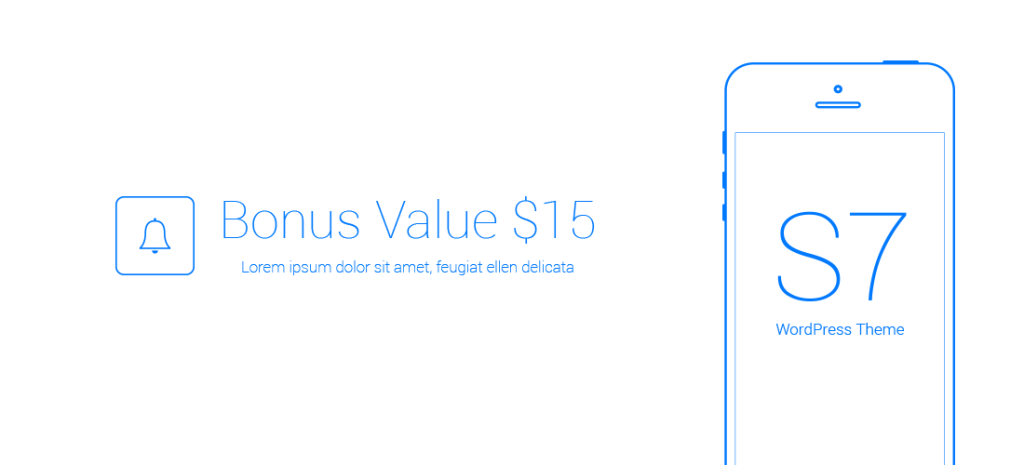 Bonus Value $15
Lorem ipsum dolor sit amet, feugiat ellen delicata
S7
WordPress Theme